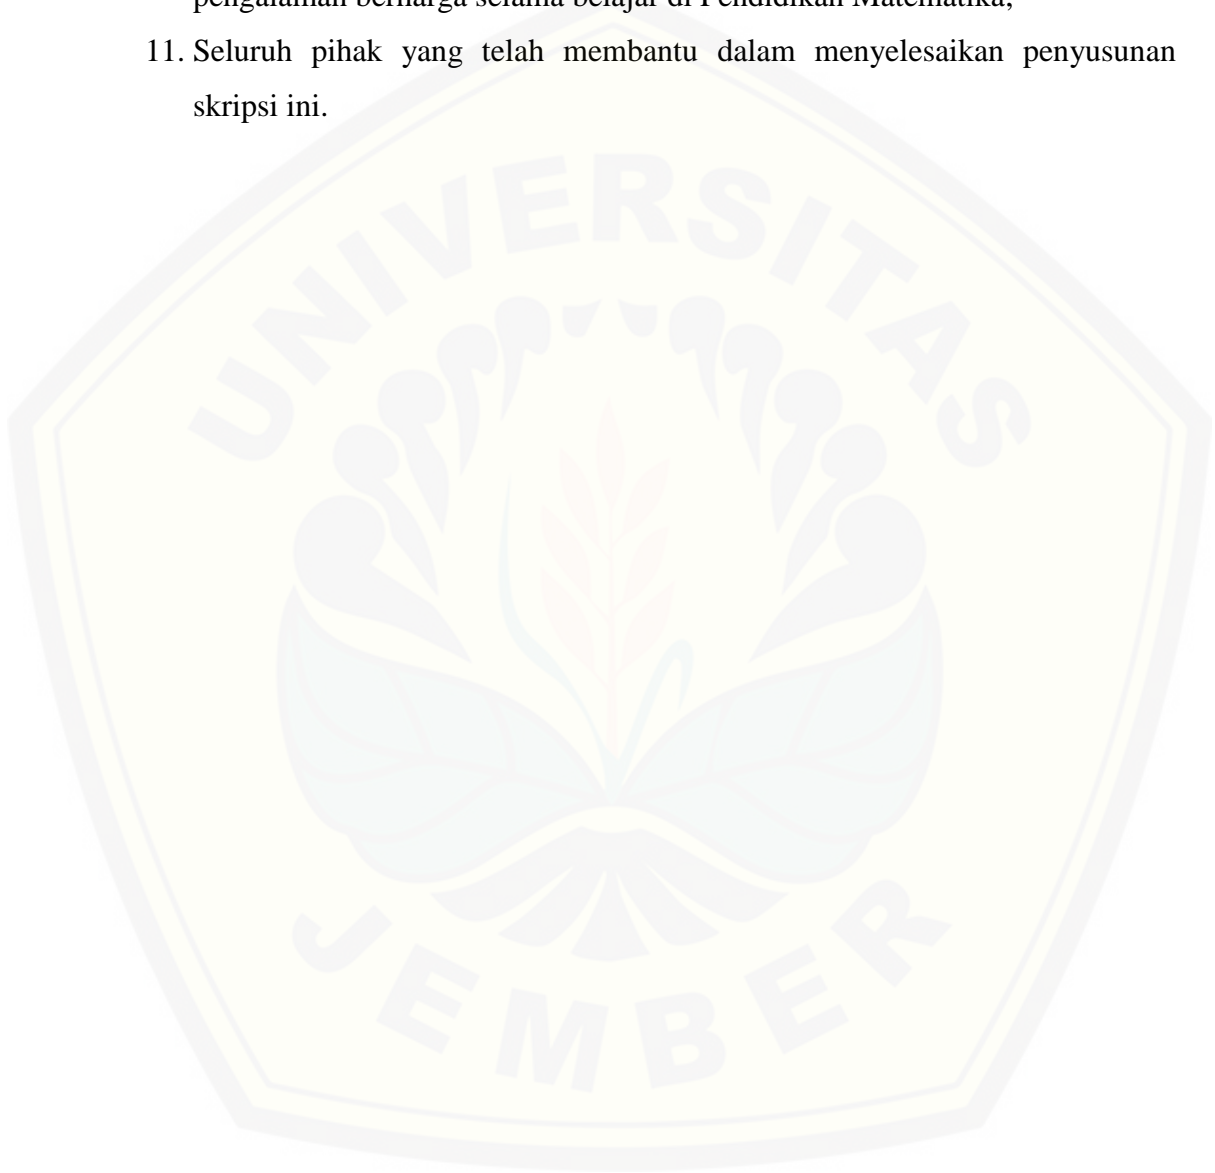 pengalaman berharga selama belajar di Pendidikan Matematika;
11. Seluruh pihak yang telah membantu dalam menyelesaikan penyusunan
skripsi ini.
UNIVERSITAS
JEMBER